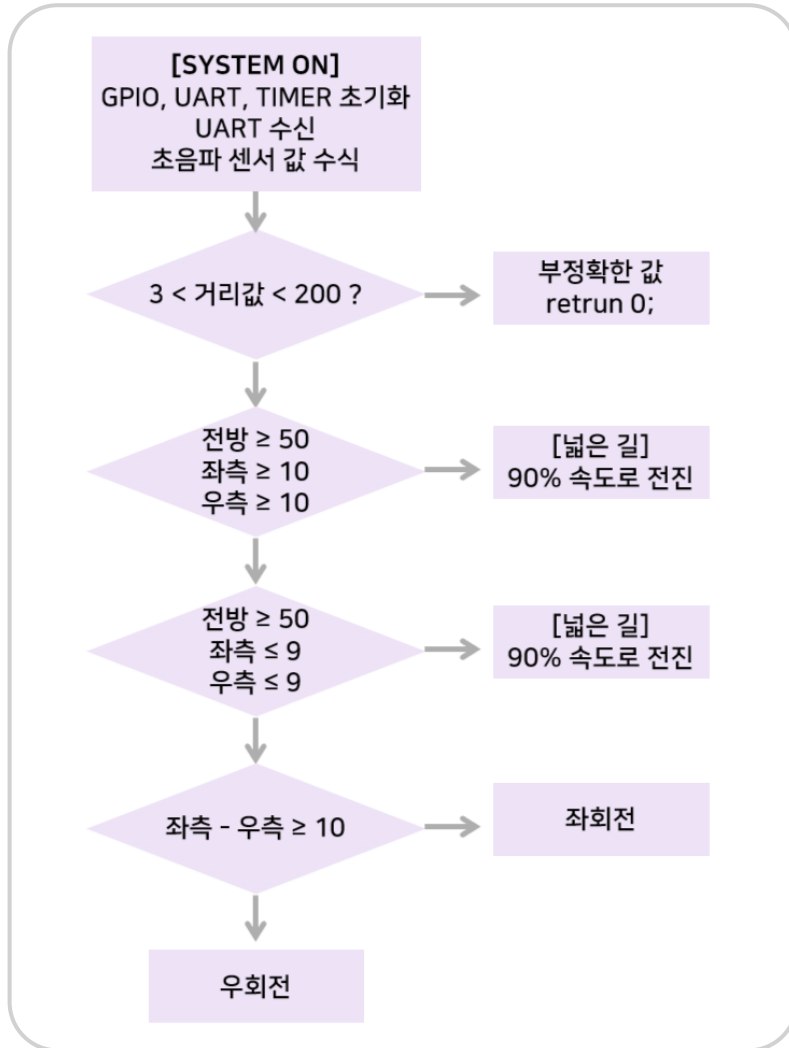 [SYSTEM ON]
GPIO, UART, TIMER 초기화
UART 수신
초음파 센서 값 수식
3 < 거리값 < 200 ?
부정확한 값
retrun 0;
전방 ≥ 50
좌측 ≥ 10
우측 ≥ 10
[넓은 길]
90% 속도로 전진
전방 ≥ 50
좌측 ≤ 9
우측 ≤ 9
[넓은 길]
90% 속도로 전진
좌측 - 우측 ≥ 10
좌회전
우회전